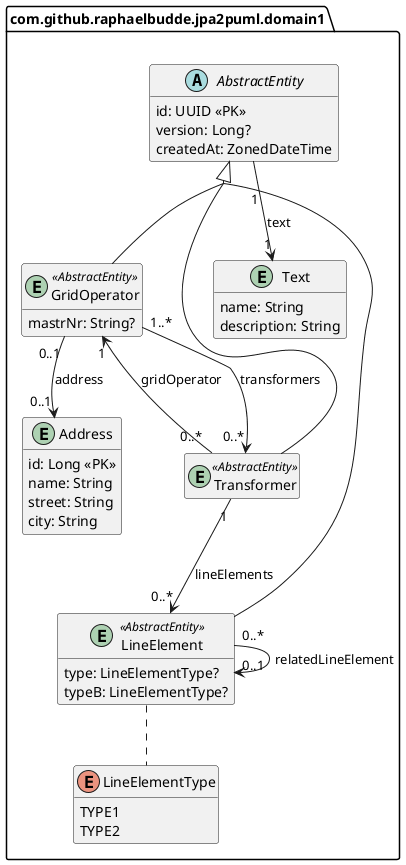 com.github.raphaelbudde.jpa2puml.domain1
A AbstractEntity
id: UUID «PK»
version: Long?
createdAt: ZonedDateTime
1
text
1
E «AbstractEntity»
GridOperator
mastrNr: String?
E Text
name: String
description: String
0..1
1
1..*
address
gridOperator
transformers
0..1
0..*
0..*
E Address
id: Long «PK»
name: String
street: String
city: String
E «AbstractEntity»
Transformer
1
lineElements
0..*
E «AbstractEntity»
LineElement
type: LineElementType?
typeB: LineElementType?
0..*
relatedLineElement
0..1
E LineElementType
TYPE1
TYPE2